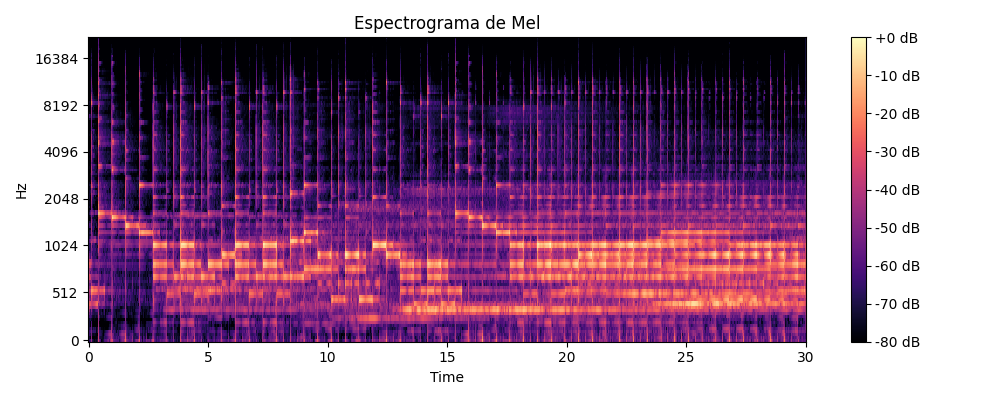 Espectrograma de Mel
Hz
16384
8192
4096
2048
1024
512
0
0 5 10 15 20 25 30
Time
+0 dB
-10 dB
-20 dB
-30 dB
-40 dB
-50 dB
-60 dB
-70 dB
-80 dB